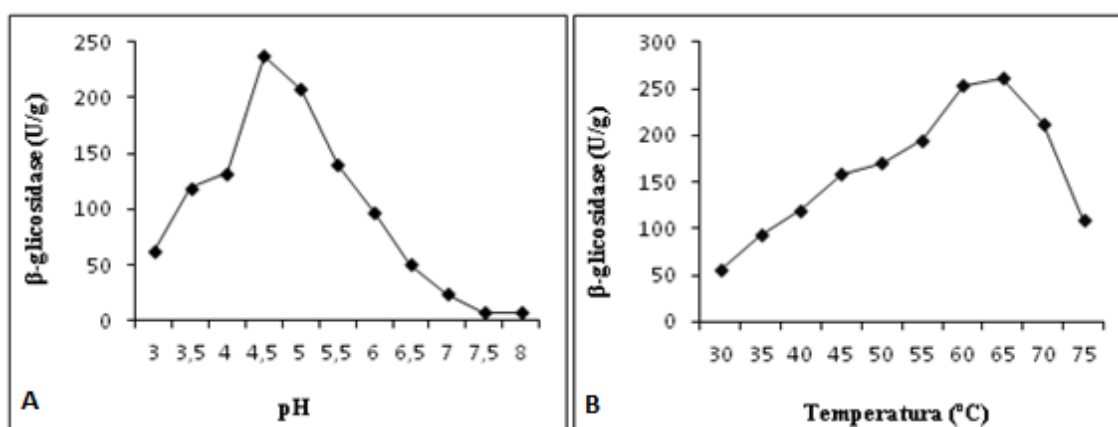 β-glicosidase (U/g)
250
200
150
100
50
0
3 3,5 4 4,5 5 5,5 6 6,5 7 7,5 8
A
pH
β-glicosidase (U/g)
300
250
200
150
100
50
0
30 35 40 45 50 55 60 65 70 75
B
Temperatura (ºC)